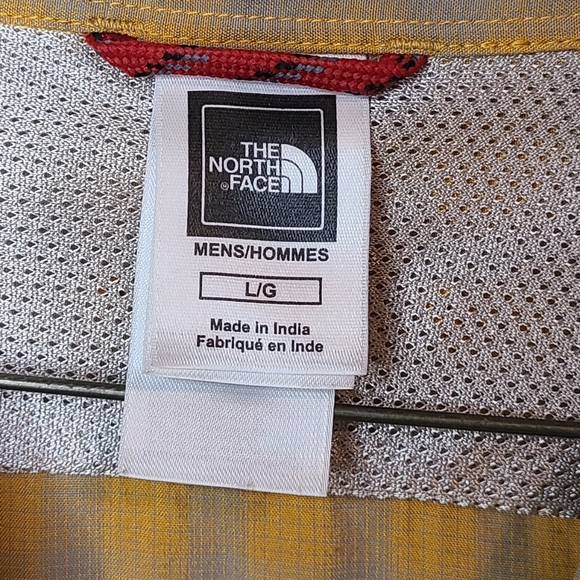 THE
NORTH
FACE
MENS/HOMMES
L/G
Made in India
Fabriqué en Inde